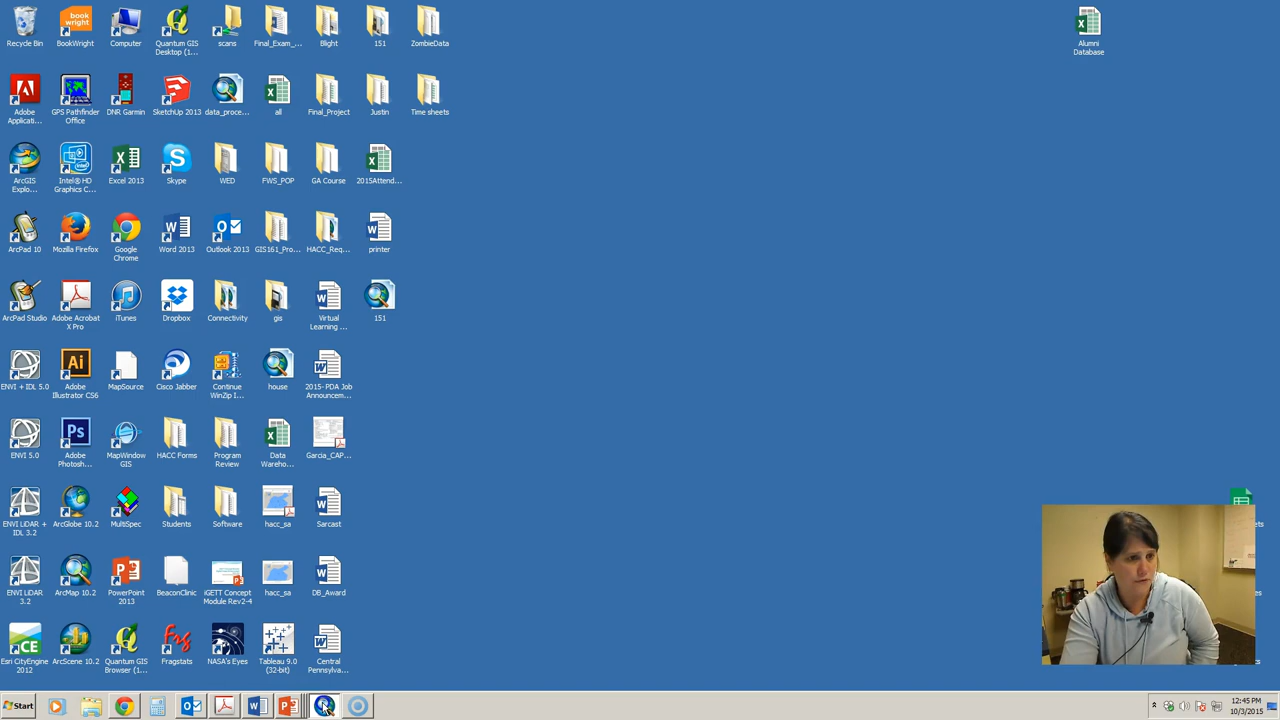 Recycle Bin
book
wright
BookWright
Computer
Quantum GIS
Desktop (1...
scans
Final_Exam_...
Blight
151
ZombieData
Alumni
Database
Adobe
Applicati...
GPS Pathfinder
Office
DNR Garmin
SketchUp 2013
data_proce...
all
Final_Project
Justin
Time sheets
ArcGIS
Explo...
Intel® HD
Graphics C...
Excel 2013
Skype
WED
FWS_POP
GA Course
2015Attend...
ArcPad 10
Mozilla Firefox
Google
Chrome
Word 2013
Outlook 2013
GIS161_Pro...
HACC_Req...
printer
ArcPad Studio
Adobe Acrobat
X Pro
iTunes
Dropbox
Connectivity
gis
Virtual
Learning ...
151
ENVI + IDL 5.0
Ai
Adobe
Illustrator CS6
MapSource
Cisco Jabber
Continue
WinZip I...
house
2015- PDA Job
Announcem...
ENVI 5.0
Ps
Adobe
Photosh...
MapWindow
GIS
HACC Forms
Program
Review
Data
Wareho...
Garcia_CAP...
ENVI LiDAR +
IDL 3.2
ArcGlobe 10.2
MultiSpec
Students
Software
hacc_sa
Sarcast
ENVI LiDAR
3.2
ArcMap 10.2
PowerPoint
2013
BeaconClinic
iGETT Concept
Module Rev2-4
hacc_sa
DB_Award
CE
Esri CityEngine
2012
ArcScene 10.2
Quantum GIS
Browser (1...
Frg
Fragstats
NASA's Eyes
Tableau 9.0
(32-bit)
Central
Pennsylva...
Start
12:45 PM
10/3/2015